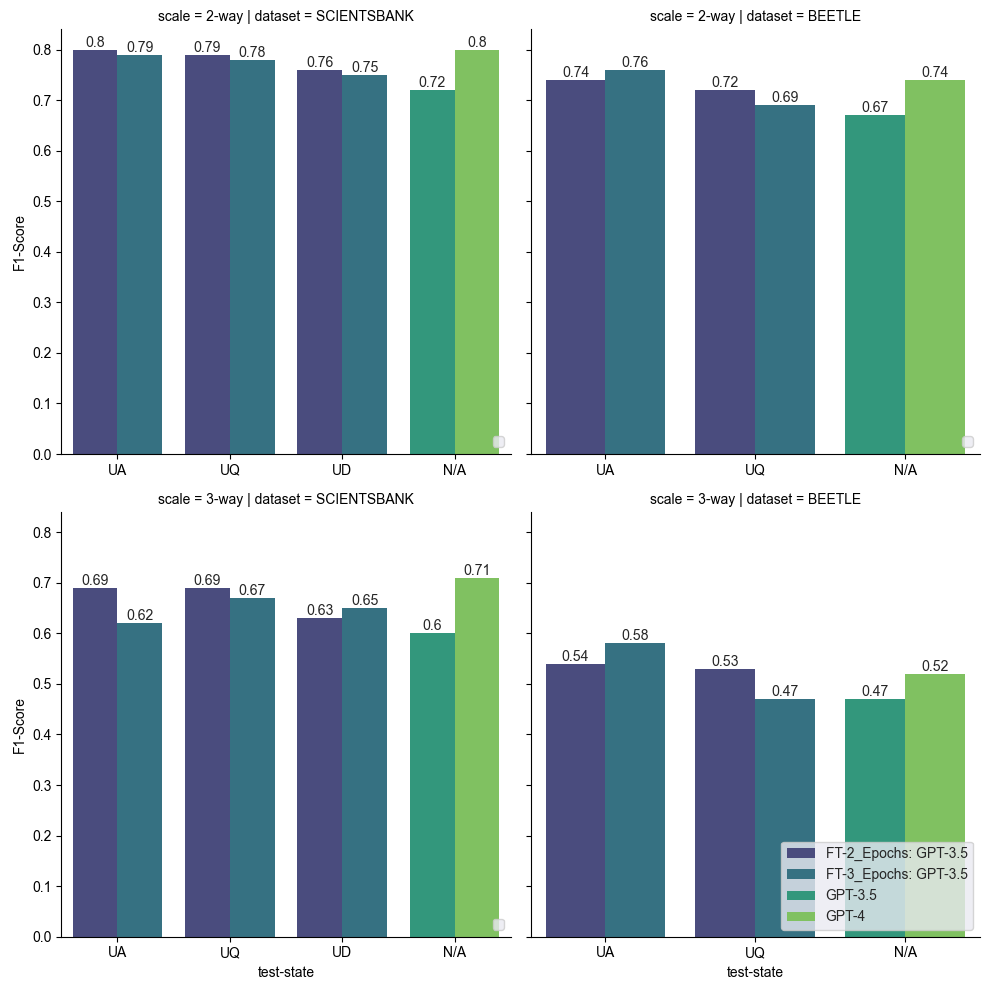 scale = 2-way | dataset = SCIENTSBANK
F1-Score
0.8
0.7
0.6
0.5
0.4
0.3
0.2
0.1
0.0
0.8 0.79 0.79 0.78 0.76 0.75 0.72 0.8
UA UQ UD N/A
scale = 2-way | dataset = BEETLE
0.74 0.76 0.72 0.69 0.67 0.74
UA UQ N/A
scale = 3-way | dataset = SCIENTSBANK
F1-Score
0.8
0.7
0.6
0.5
0.4
0.3
0.2
0.1
0.0
0.69 0.62 0.69 0.67 0.63 0.65 0.6 0.71
UA UQ UD N/A
test-state
scale = 3-way | dataset = BEETLE
0.54 0.58 0.53 0.47 0.47 0.52
FT-2_Epochs: GPT-3.5
FT-3_Epochs: GPT-3.5
GPT-3.5
GPT-4
UA UQ N/A
test-state